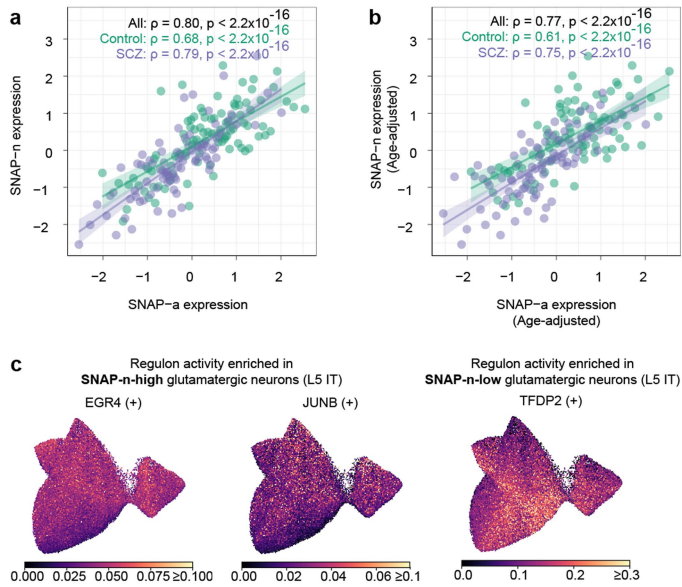 a
All: ρ = 0.80, p < 2.2x10^-16
Control: ρ = 0.68, p < 2.2x10^-16
SCZ: ρ = 0.79, p < 2.2x10^-16
3
2
1
0
−1
−2
SNAP−n expression
−2 −1 0 1 2
SNAP−a expression
b
All: ρ = 0.77, p < 2.2x10^-16
Control: ρ = 0.61, p < 2.2x10^-16
SCZ: ρ = 0.75, p < 2.2x10^-16
3
2
1
0
−1
−2
SNAP−n expression
(Age-adjusted)
−2 −1 0 1 2
SNAP−a expression
(Age-adjusted)
c
Regulon activity enriched in
SNAP-n-high glutamatergic neurons (L5 IT)
EGR4 (+)
JUNB (+)
0.000 0.025 0.050 0.075 ≥0.100
0.00 0.02 0.04 0.06 ≥0.1
Regulon activity enriched in
SNAP-n-low glutamatergic neurons (L5 IT)
TFDP2 (+)
0.0 0.1 0.2 ≥0.3